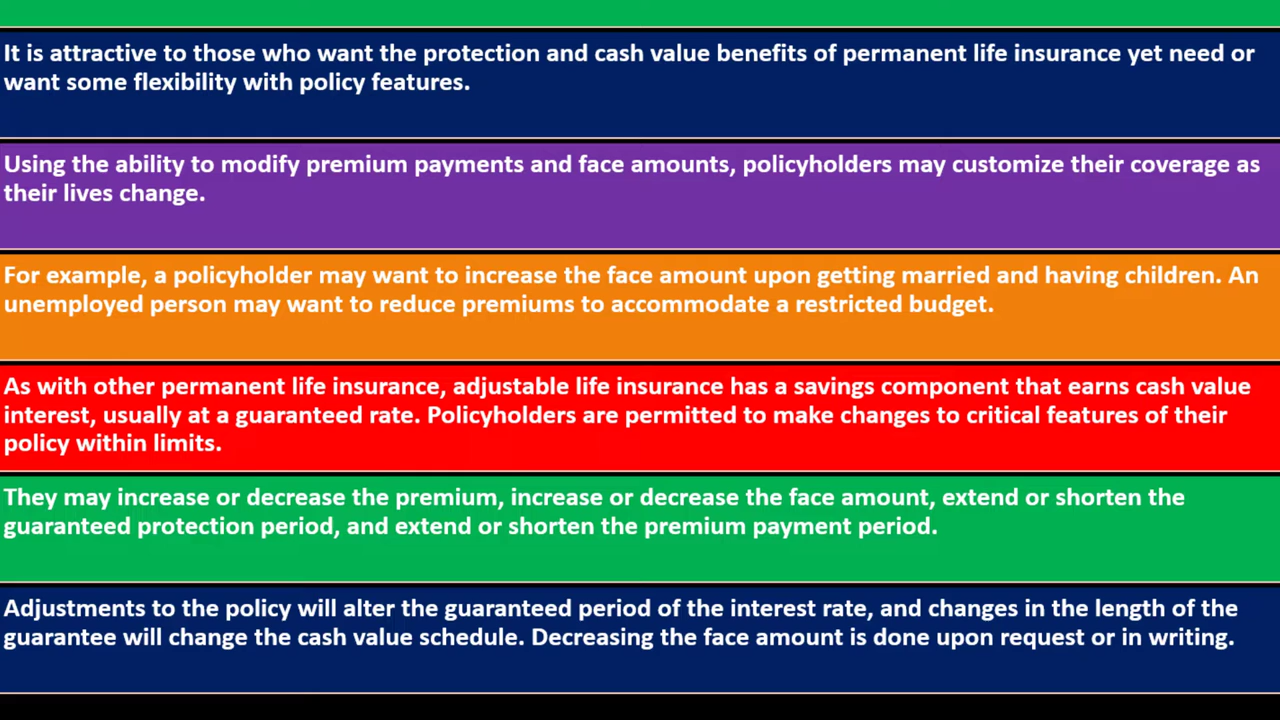 It is attractive to those who want the protection and cash value benefits of permanent life insurance yet need or
want some flexibility with policy features.
Using the ability to modify premium payments and face amounts, policyholders may customize their coverage as
their lives change.
For example, a policyholder may want to increase the face amount upon getting married and having children. An
unemployed person may want to reduce premiums to accommodate a restricted budget.
As with other permanent life insurance, adjustable life insurance has a savings component that earns cash value
interest, usually at a guaranteed rate. Policyholders are permitted to make changes to critical features of their
policy within limits.
They may increase or decrease the premium, increase or decrease the face amount, extend or shorten the
guaranteed protection period, and extend or shorten the premium payment period.
Adjustments to the policy will alter the guaranteed period of the interest rate, and changes in the length of the
guarantee will change the cash value schedule. Decreasing the face amount is done upon request or in writing.